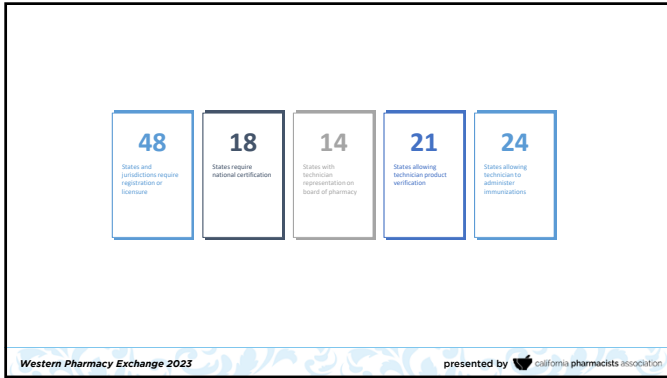 48
States and
jurisdictions require
registration or
licensure
18
States require
national certification
14
States with
technician
representation on
board of pharmacy
21
States allowing
technician product
verification
24
States allowing
technician to
administer
immunizations
Western Pharmacy Exchange 2023
presented by california pharmacists association